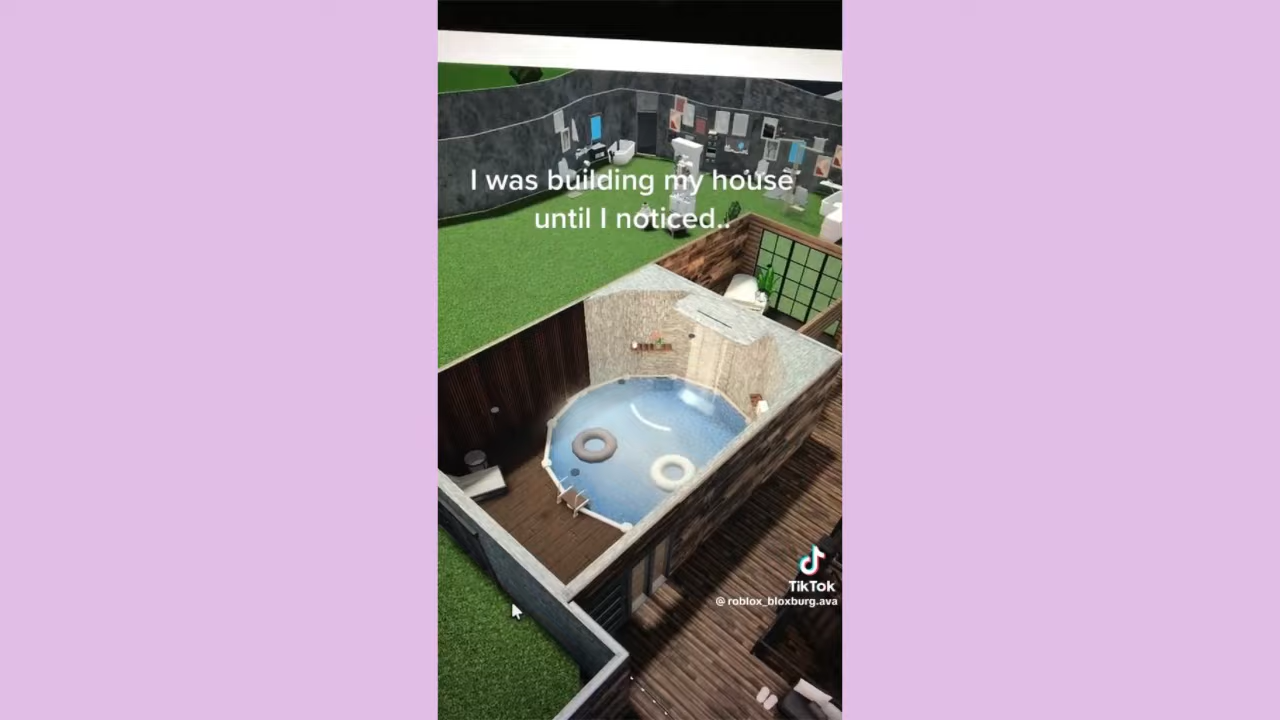 I was building my house
until I noticed..
TikTok
@ roblox_bloxburg.ava